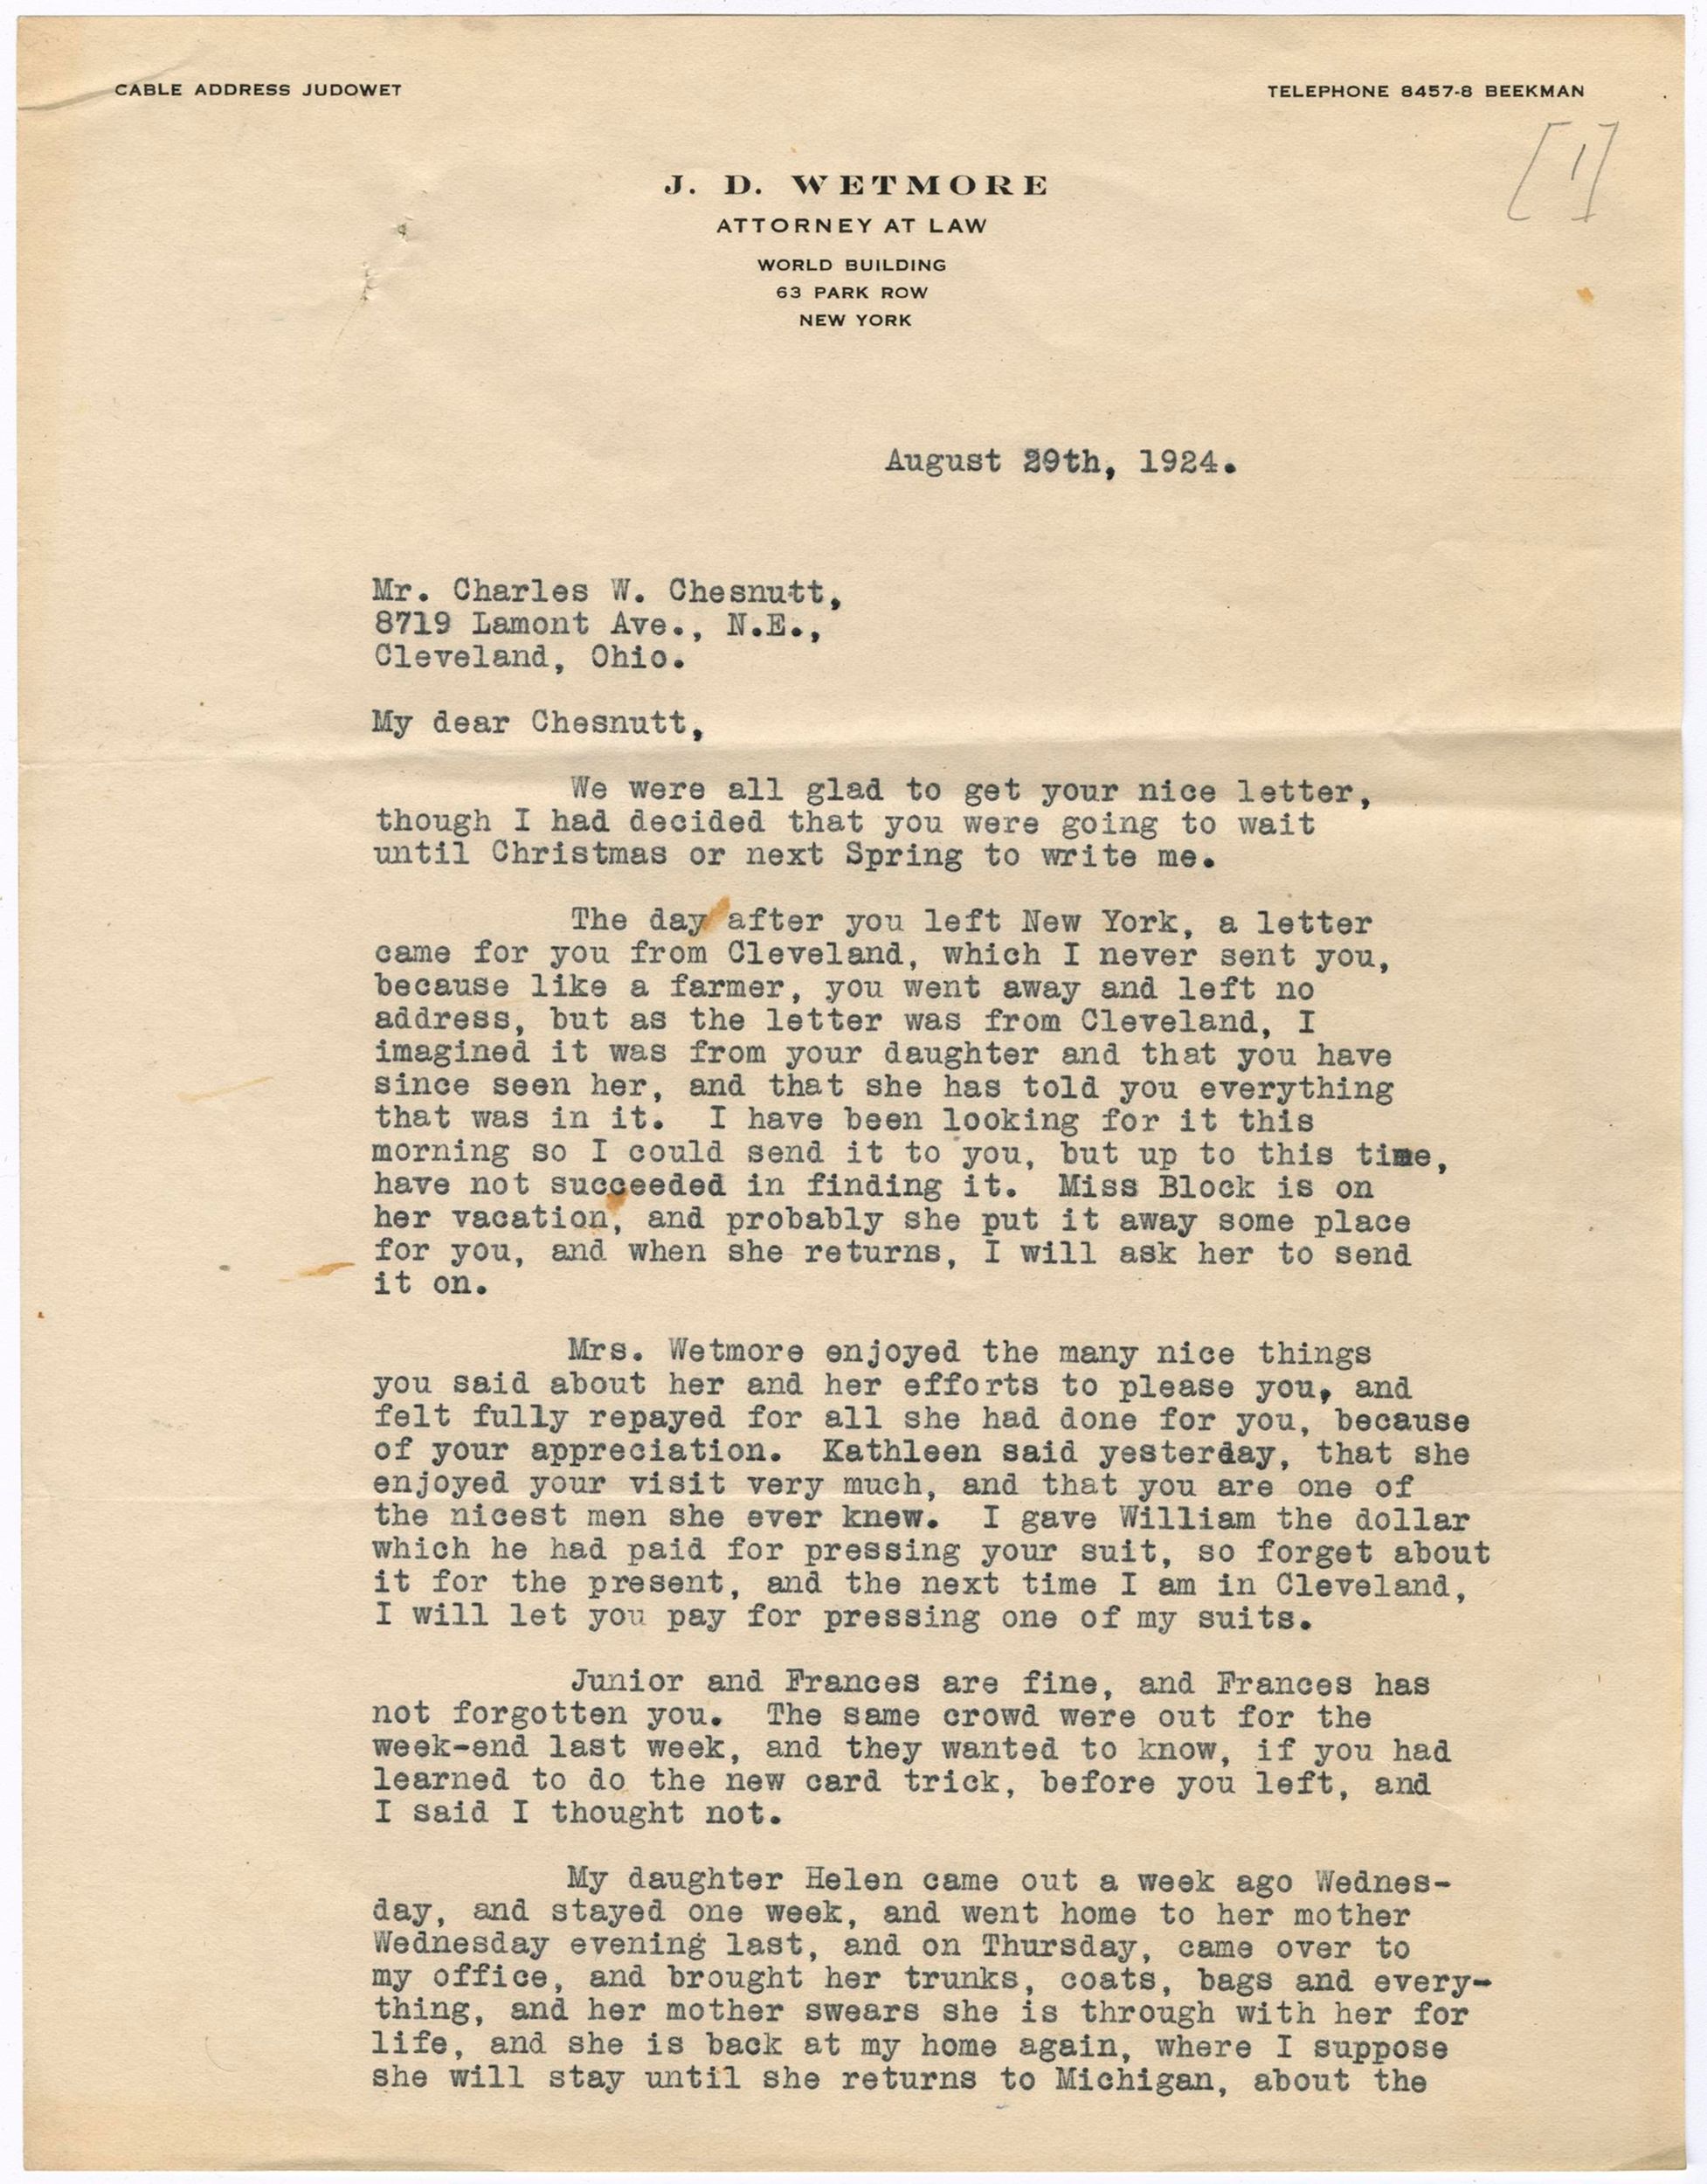 CABLE ADDRESS JUDOWET
TELEPHONE 8457-8 BEEKMAN
[1]
J. D. WETMORE
ATTORNEY AT LAW
WORLD BUILDING
63 PARK ROW
NEW YORK
August 29th, 1924.
Mr. Charles W. Chesnutt,
8719 Lamont Ave., N.E.,
Cleveland, Ohio.
My dear Chesnutt,
We were all glad to get your nice letter,
though I had decided that you were going to wait
until Christmas or next Spring to write me.
The day after you left New York, a letter
came for you from Cleveland, which I never sent you,
because like a farmer, you went away and left no
address, but as the letter was from Cleveland, I
imagined it was from your daughter and that you have
since seen her, and that she has told you everything
that was in it. I have been looking for it this
morning so I could send it to you, but up to this time,
have not succeeded in finding it. Miss Block is on
her vacation, and probably she put it away some place
for you, and when she returns, I will ask her to send
it on.
Mrs. Wetmore enjoyed the many nice things
you said about her and her efforts to please you, and
felt fully repayed for all she had done for you, because
of your appreciation. Kathleen said yesterday, that she
enjoyed your visit very much, and that you are one of
the nicest men she ever knew. I gave William the dollar
which he had paid for pressing your suit, so forget about
it for the present, and the next time I am in Cleveland,
I will let you pay for pressing one of my suits.
Junior and Frances are fine, and Frances has
not forgotten you. The same crowd were out for the
week-end last week, and they wanted to know, if you had
learned to do the new card trick, before you left, and
I said I thought not.
My daughter Helen came out a week ago Wednes-
day, and stayed one week, and went home to her mother
Wednesday evening last, and on Thursday, came over to
my office, and brought her trunks, coats, bags and every-
thing, and her mother swears she is through with her for
life, and she is back at my home again, where I suppose
she will stay until she returns to Michigan, about the